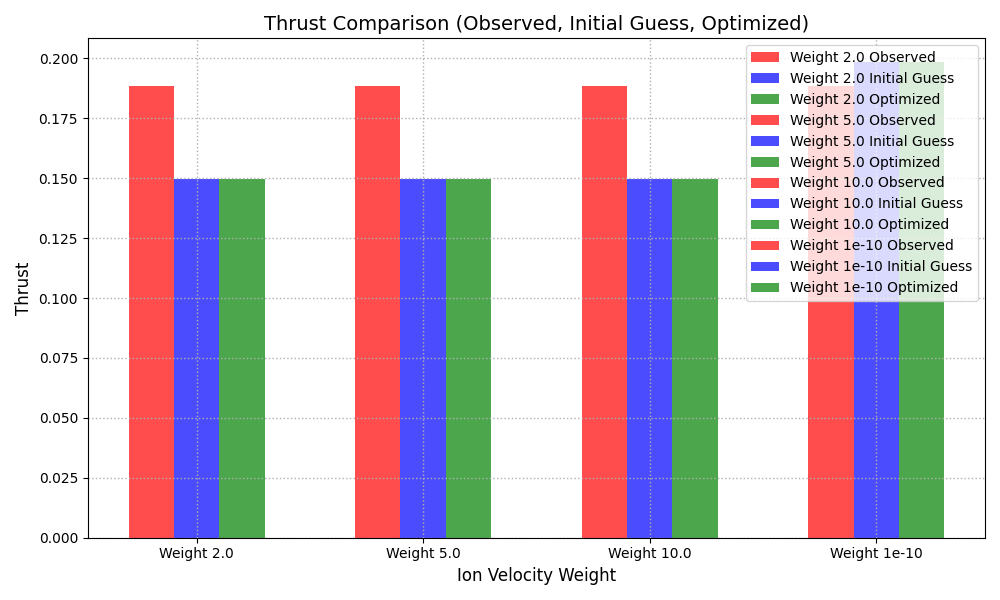 Thrust Comparison (Observed, Initial Guess, Optimized)
Thrust
0.200
0.175
0.150
0.125
0.100
0.075
0.050
0.025
0.000
Weight 2.0 Observed
Weight 2.0 Initial Guess
Weight 2.0 Optimized
Weight 5.0 Observed
Weight 5.0 Initial Guess
Weight 5.0 Optimized
Weight 10.0 Observed
Weight 10.0 Initial Guess
Weight 10.0 Optimized
Weight 1e-10 Observed
Weight 1e-10 Initial Guess
Weight 1e-10 Optimized
Weight 2.0
Weight 5.0
Weight 10.0
Weight 1e-10
Ion Velocity Weight